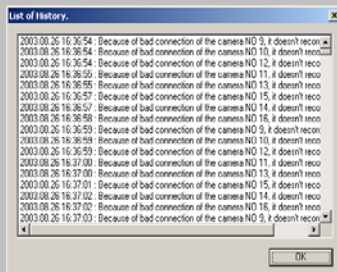 List of History.
2003.08.26 16:36:54 : Because of bad connection of the camera NO 9, it doesn't recor
2003.08.26 16:36:54 : Because of bad connection of the camera NO 10, it doesn't reco
2003.08.26 16:36:54 : Because of bad connection of the camera NO 12, it doesn't reco
2003.08.26 16:36:55 : Because of bad connection of the camera NO 11, it doesn't reco
2003.08.26 16:36:55 : Because of bad connection of the camera NO 13, it doesn't reco
2003.08.26 16:36:57 : Because of bad connection of the camera NO 15, it doesn't reco
2003.08.26 16:36:57 : Because of bad connection of the camera NO 14, it doesn't reco
2003.08.26 16:36:58 : Because of bad connection of the camera NO 16, it doesn't reco
2003.08.26 16:36:59 : Because of bad connection of the camera NO 9, it doesn't recor
2003.08.26 16:36:59 : Because of bad connection of the camera NO 10, it doesn't reco
2003.08.26 16:36:59 : Because of bad connection of the camera NO 12, it doesn't reco
2003.08.26 16:37:00 : Because of bad connection of the camera NO 11, it doesn't reco
2003.08.26 16:37:00 : Because of bad connection of the camera NO 13, it doesn't reco
2003.08.26 16:37:01 : Because of bad connection of the camera NO 15, it doesn't reco
2003.08.26 16:37:02 : Because of bad connection of the camera NO 14, it doesn't reco
2003.08.26 16:37:02 : Because of bad connection of the camera NO 16, it doesn't reco
2003.08.26 16:37:03 : Because of bad connection of the camera NO 9, it doesn't recor
OK